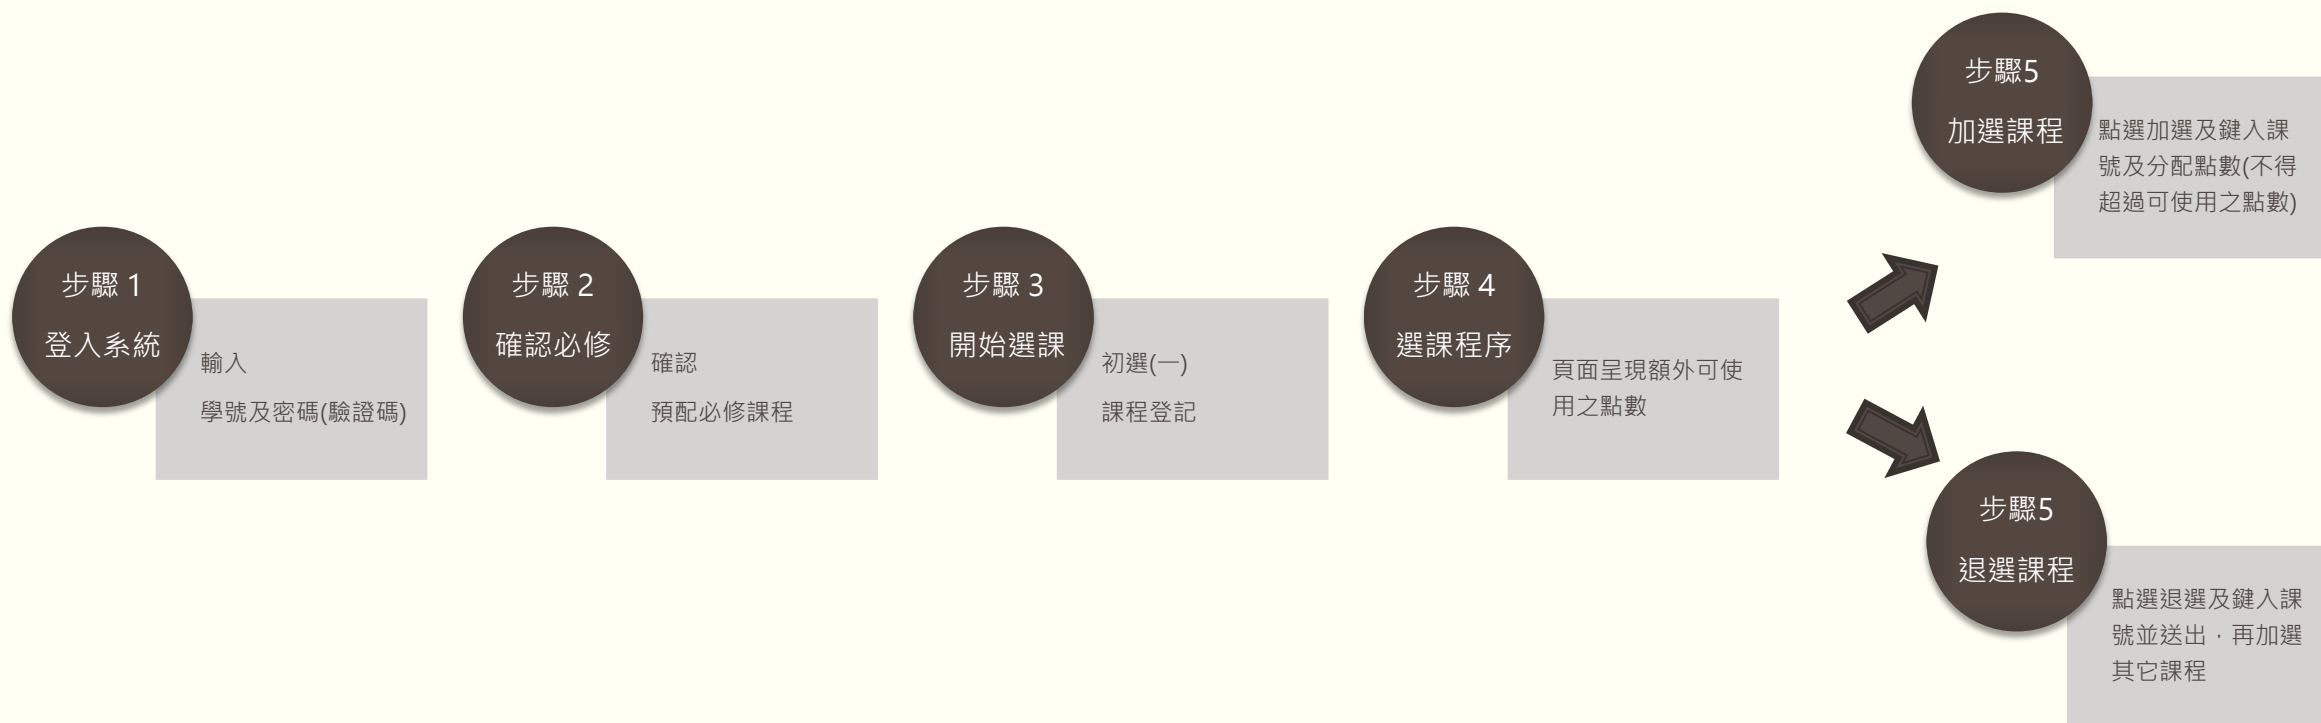 步驟 1
登入系統
輸入
學號及密碼(驗證碼)
步驟 2
確認必修
確認
預配必修課程
步驟 3
開始選課
初選(一)
課程登記
步驟 4
選課程序
頁面呈現額外可使
用之點數
步驟5
加選課程
點選加選及鍵入課
號及分配點數(不得
超過可使用之點數)
步驟5
退選課程
點選退選及鍵入課
號並送出，再加選
其它課程